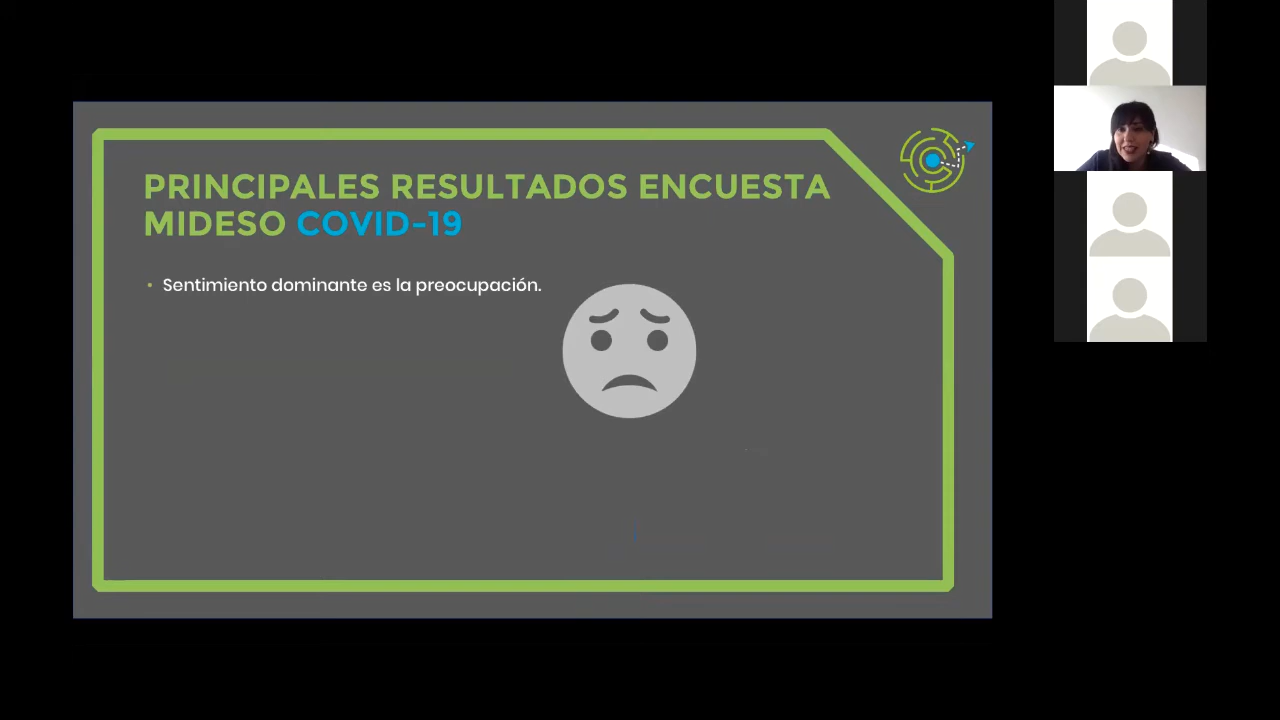 PRINCIPALES RESULTADOS ENCUESTA
MIDESO COVID-19
• Sentimiento dominante es la preocupación.